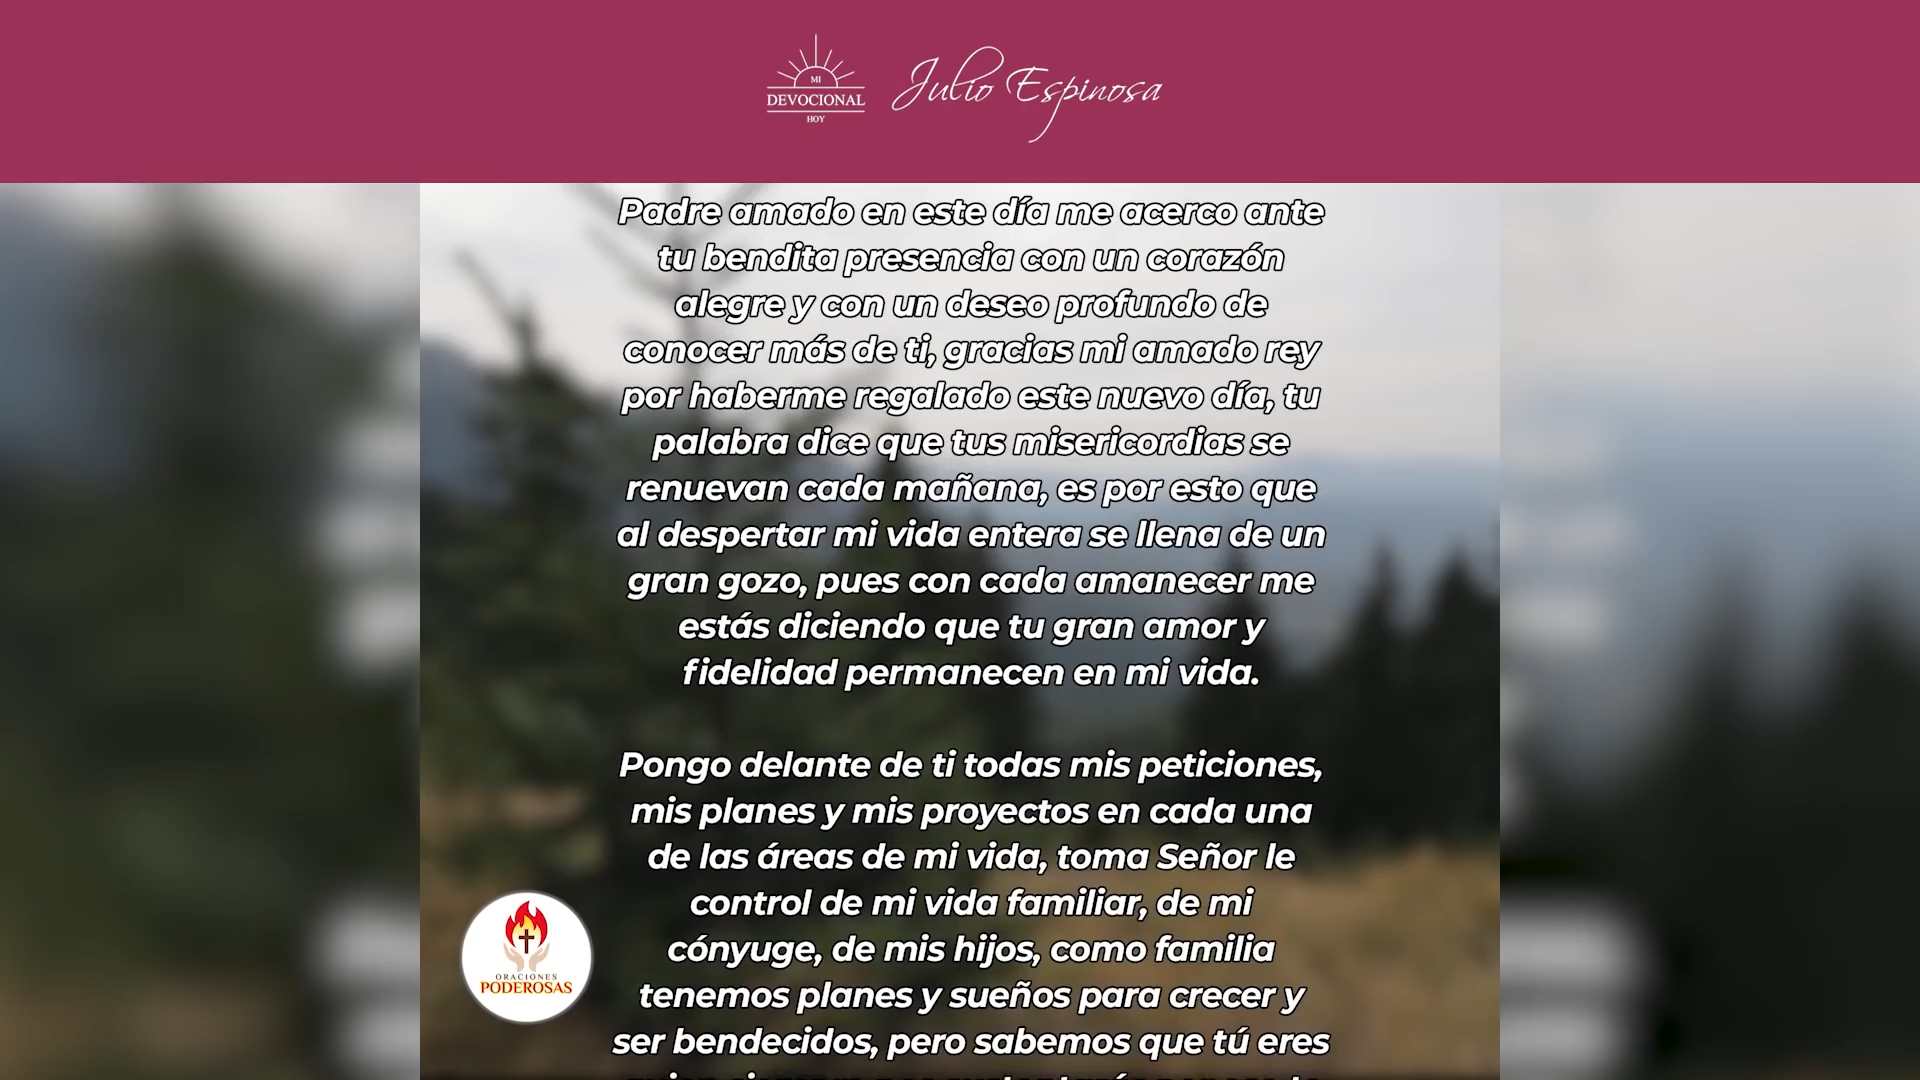 MI
DEVOCIONAL
HOY
Julio Espinosa
Padre amado en este día me acerco ante
tu bendita presencia con un corazón
alegre y con un deseo profundo de
conocer más de ti, gracias mi amado rey
por haberme regalado este nuevo día, tu
palabra dice que tus misericordias se
renuevan cada mañana, es por esto que
al despertar mi vida entera se llena de un
gran gozo, pues con cada amanecer me
estás diciendo que tu gran amor y
fidelidad permanecen en mi vida.
Pongo delante de ti todas mis peticiones,
mis planes y mis proyectos en cada una
de las áreas de mi vida, toma Señor le
control de mi vida familiar, de mi
cónyuge, de mis hijos, como familia
tenemos planes y sueños para crecer y
ser bendecidos, pero sabemos que tú eres
ORACIONES
PODEROSAS